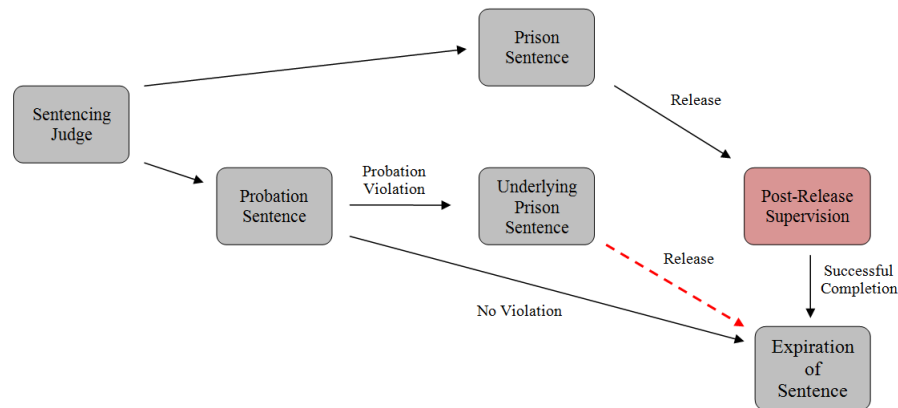 Prison
Sentence
Release
Sentencing
Judge
Probation
Violation
Probation
Sentence
Underlying
Prison
Sentence
Post-Release
Supervision
Release
Successful
Completion
No Violation
Expiration
of
Sentence